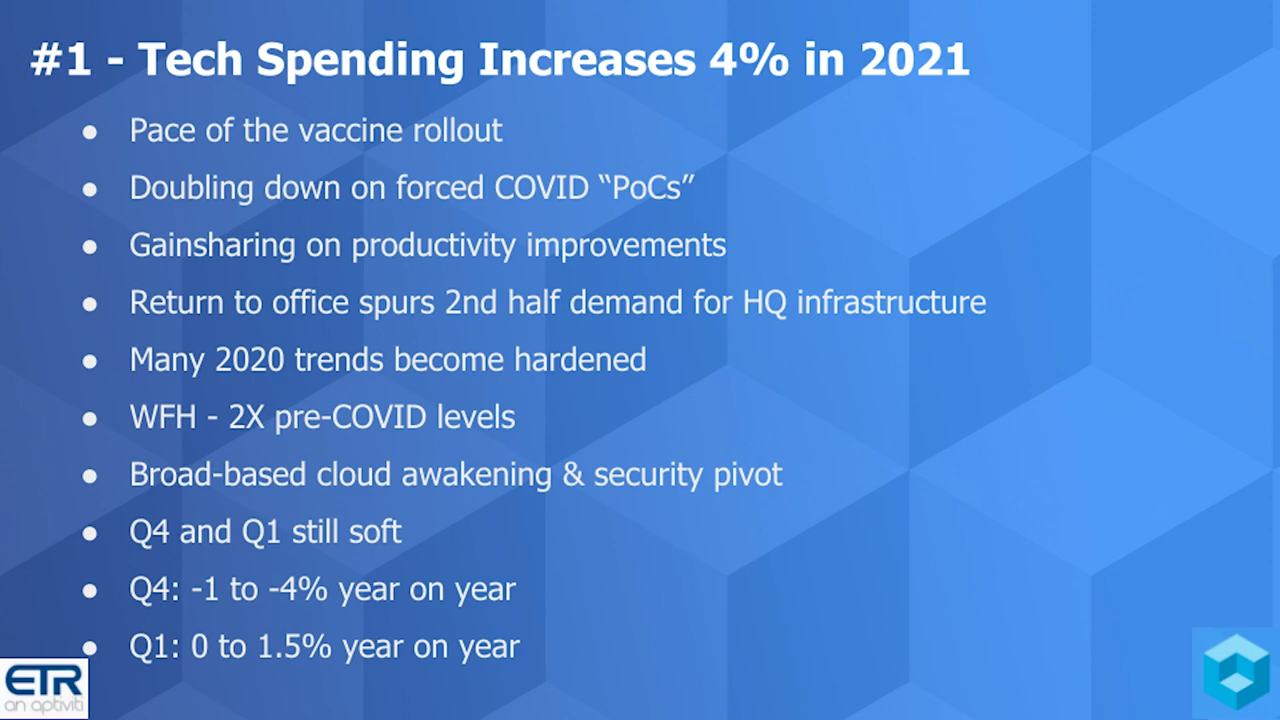 #1 - Tech Spending Increases 4% in 2021
● Pace of the vaccine rollout
● Doubling down on forced COVID “PoCs”
● Gainsharing on productivity improvements
● Return to office spurs 2nd half demand for HQ infrastructure
● Many 2020 trends become hardened
● WFH - 2X pre-COVID levels
● Broad-based cloud awakening & security pivot
● Q4 and Q1 still soft
● Q4: -1 to -4% year on year
● Q1: 0 to 1.5% year on year
ETR
an aptiviti